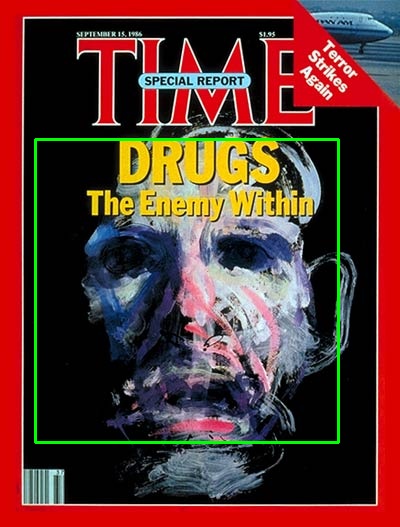 SEPTEMBER 15, 1986
$1.95
TIME
SPECIAL REPORT
Terror
Strikes
Again
DRUGS
The Enemy Within